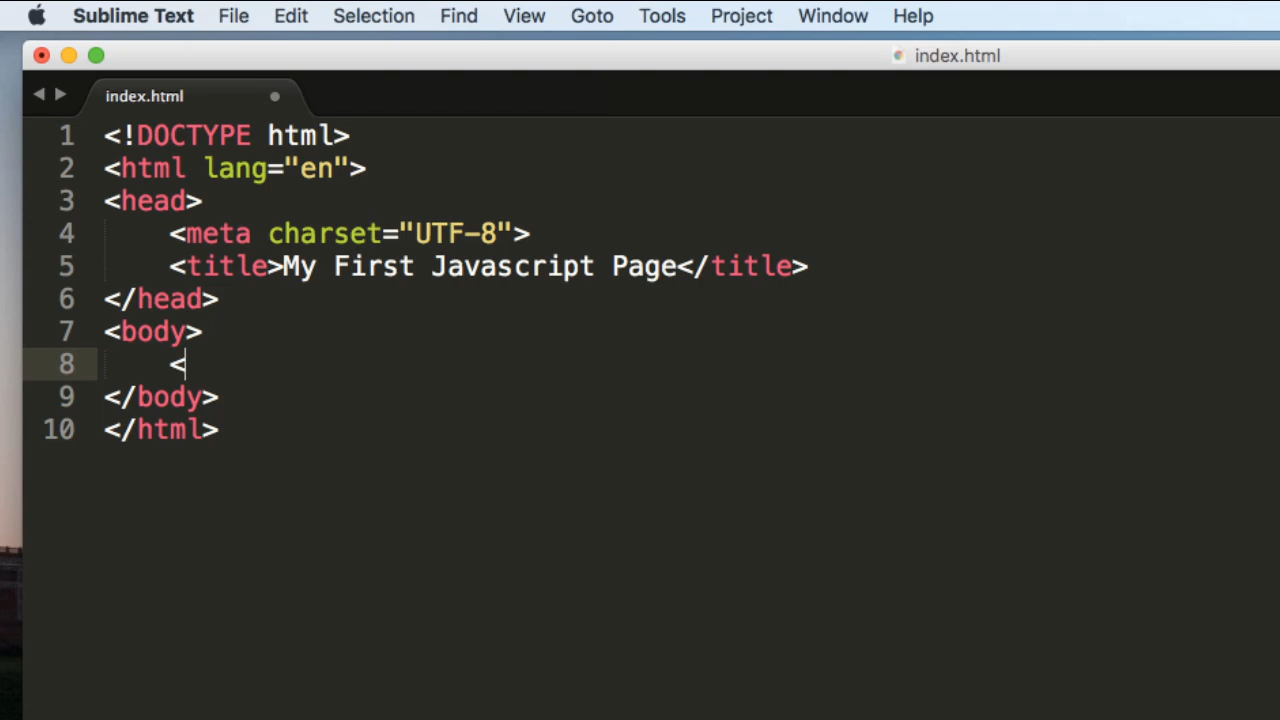 Sublime Text File Edit Selection Find View Goto Tools Project Window Help
index.html
index.html
1 <!DOCTYPE html>
2 <html lang="en">
3 <head>
4 <meta charset="UTF-8">
5 <title>My First Javascript Page</title>
6 </head>
7 <body>
8 <
9 </body>
10 </html>